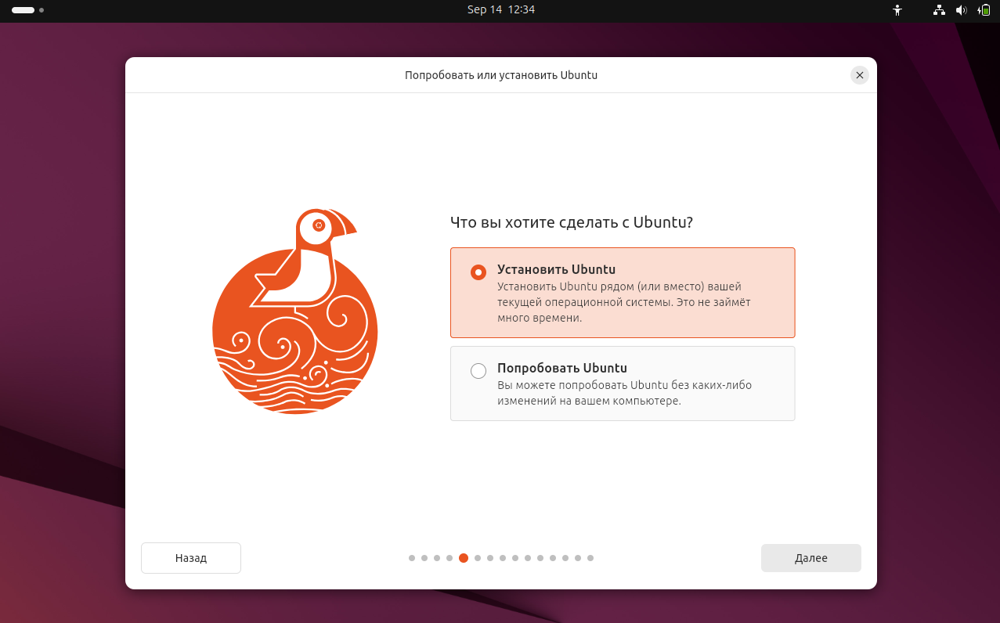 Sep 14 12:34
Попробовать или установить Ubuntu
Что вы хотите сделать с Ubuntu?
Установить Ubuntu
Установить Ubuntu рядом (или вместо) вашей
текущей операционной системы. Это не займёт
много времени.
Попробовать Ubuntu
Вы можете попробовать Ubuntu без каких-либо
изменений на вашем компьютере.
Назад
Далее